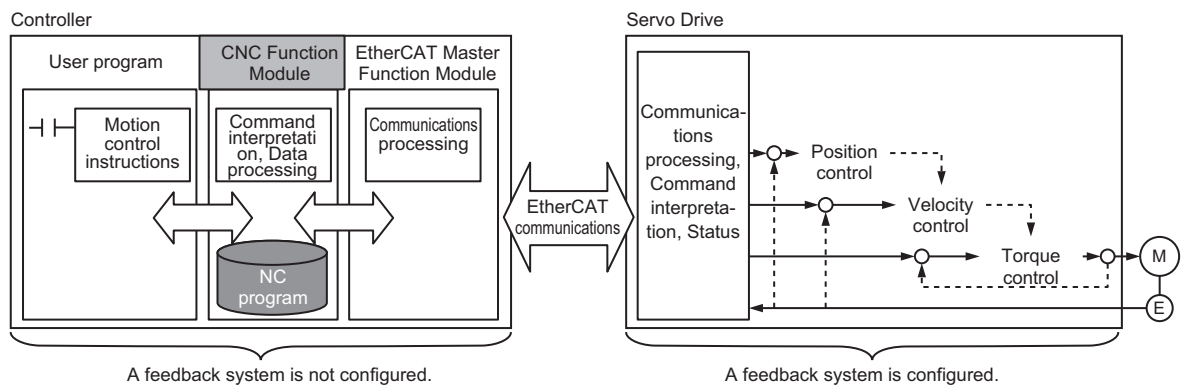 Controller
Servo Drive
User program
CNC Function
Module
EtherCAT Master
Function Module
Motion
control
instructions
Command
interpretati
on, Data
processing
Communications
processing
NC
program
EtherCAT
communications
Communica-
tions
processing,
Command
interpreta-
tion, Status
Position
control
Velocity
control
Torque
control
M
E
A feedback system is not configured.
A feedback system is configured.